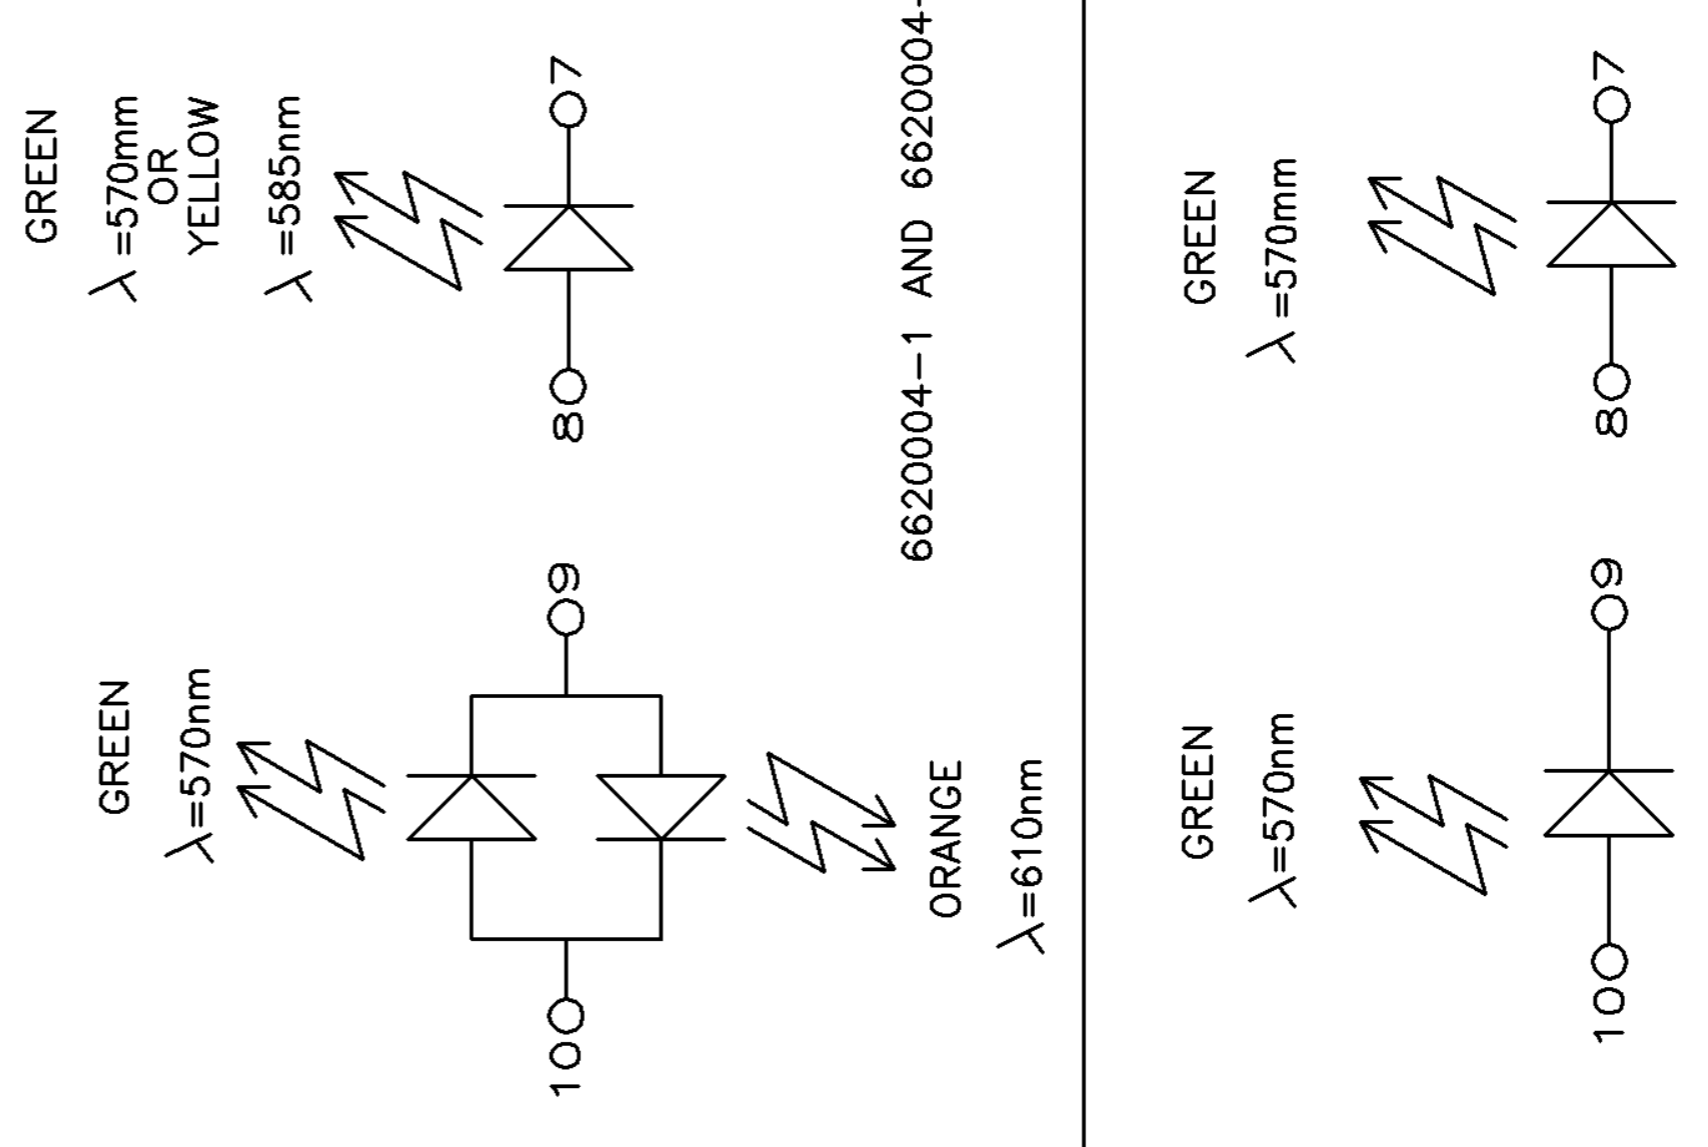 GREEN
λ=570nm
10
9
ORANGE
λ=610nm
GREEN
λ=570mm
OR
YELLOW
λ=585nm
8
7
6620004-1 AND 6620004-
GREEN
λ=570nm
10
9
GREEN
λ=570mm
8
7